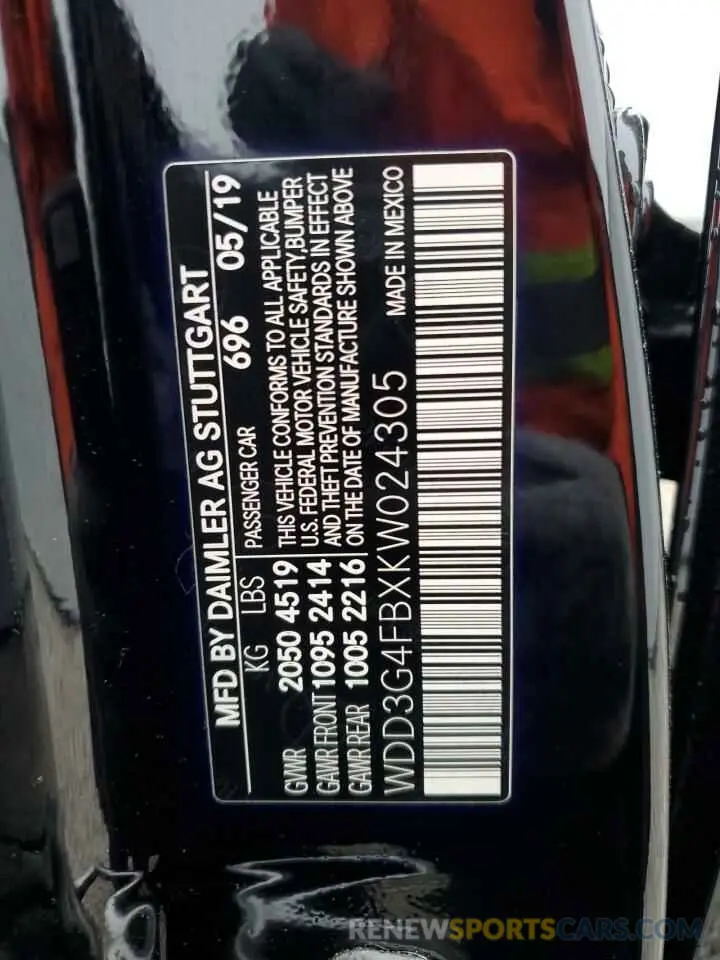 MFD BY DAIMLER AG STUTTGART
KG LBS PASSENGER CAR 696 05/19
GVWR 2050 4519 THIS VEHICLE CONFORMS TO ALL APPLICABLE
GAWR FRONT 1095 2414 U.S. FEDERAL MOTOR VEHICLE SAFETY, BUMPER
GAWR REAR 1005 2216 AND THEFT PREVENTION STANDARDS IN EFFECT
ON THE DATE OF MANUFACTURE SHOWN ABOVE
WDD3G4FBXKW024305 MADE IN MEXICO
RENEWSPORTSCARS.COM